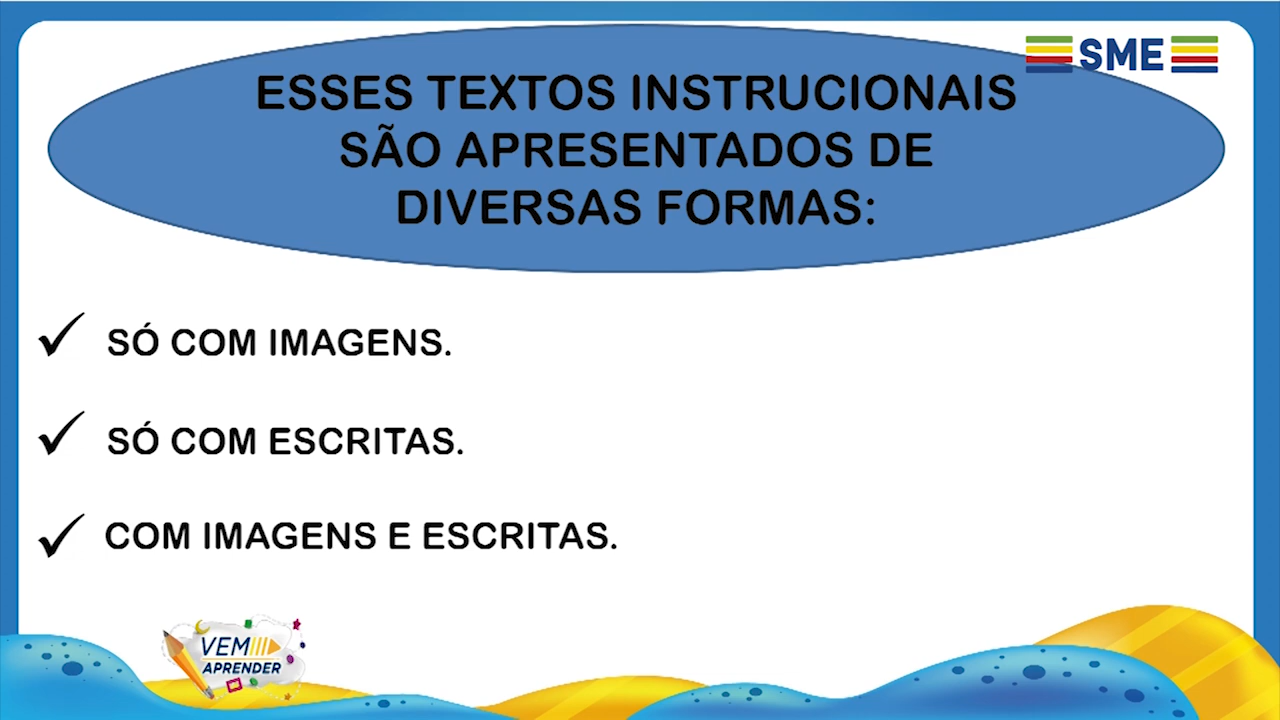 SME
ESSES TEXTOS INSTRUCIONAIS
SÃO APRESENTADOS DE
DIVERSAS FORMAS:
SÓ COM IMAGENS.
SÓ COM ESCRITAS.
COM IMAGENS E ESCRITAS.
VEM
APRENDER